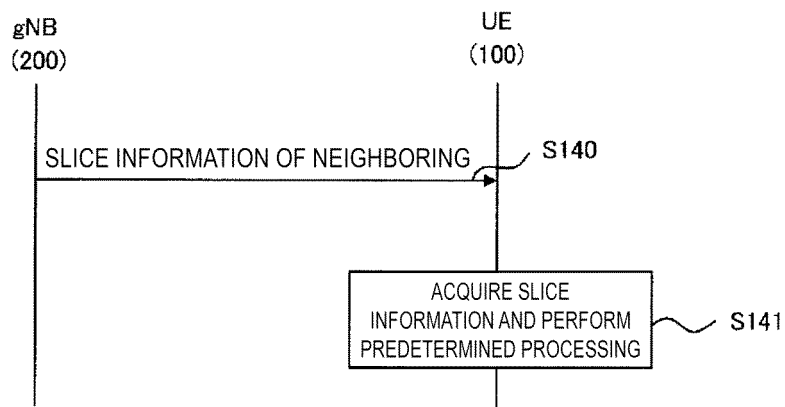 gNB
(200)
UE
(100)
SLICE INFORMATION OF NEIGHBORING
S140
ACQUIRE SLICE
INFORMATION AND PERFORM
PREDETERMINED PROCESSING
S141